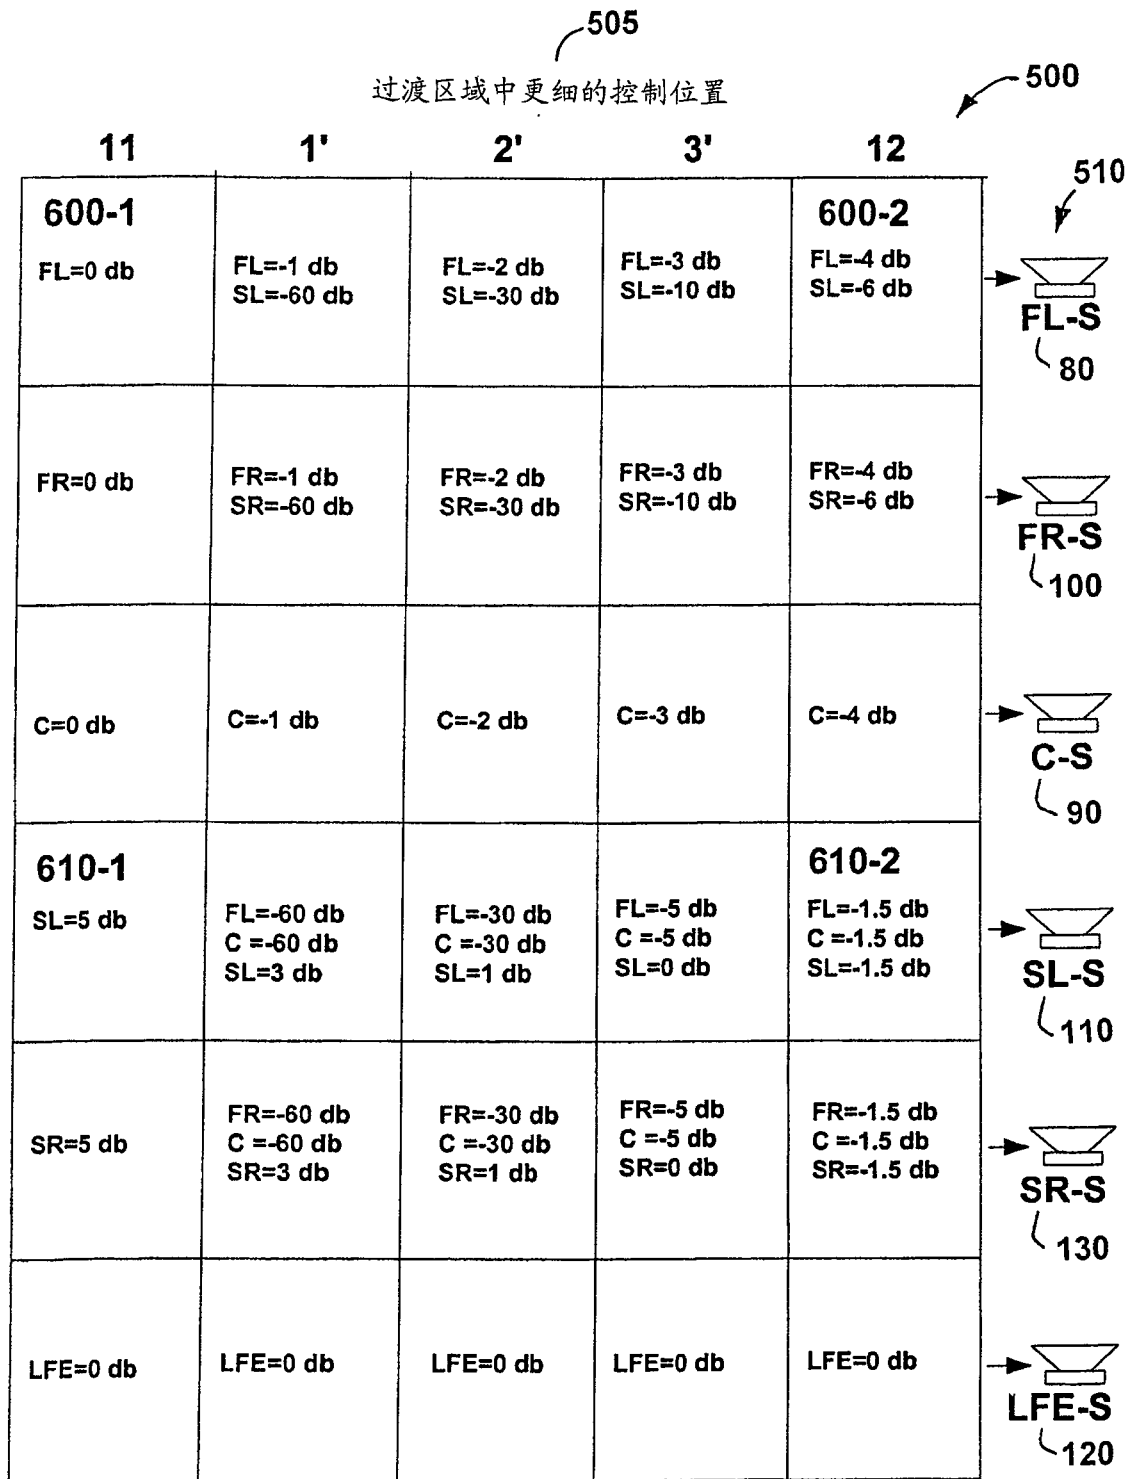 505
过渡区域中更细的控制位置
500
11 1' 2' 3' 12
510
600-1 600-2
FL=0 db FL=-1 db FL=-2 db FL=-3 db FL=-4 db
SL=-60 db SL=-30 db SL=-10 db SL=-6 db
FL-S
80
FR=0 db FR=-1 db FR=-2 db FR=-3 db FR=-4 db
SR=-60 db SR=-30 db SR=-10 db SR=-6 db
FR-S
100
C=0 db C=-1 db C=-2 db C=-3 db C=-4 db
C-S
90
610-1 610-2
SL=5 db FL=-60 db FL=-30 db FL=-5 db FL=-1.5 db
C =-60 db C =-30 db C =-5 db C =-1.5 db
SL=3 db SL=1 db SL=0 db SL=-1.5 db
SL-S
110
FR=-60 db FR=-30 db FR=-5 db FR=-1.5 db
SR=5 db C =-60 db C =-30 db C =-5 db C =-1.5 db
SR=3 db SR=1 db SR=0 db SR=-1.5 db
SR-S
130
LFE=0 db LFE=0 db LFE=0 db LFE=0 db LFE=0 db
LFE-S
120